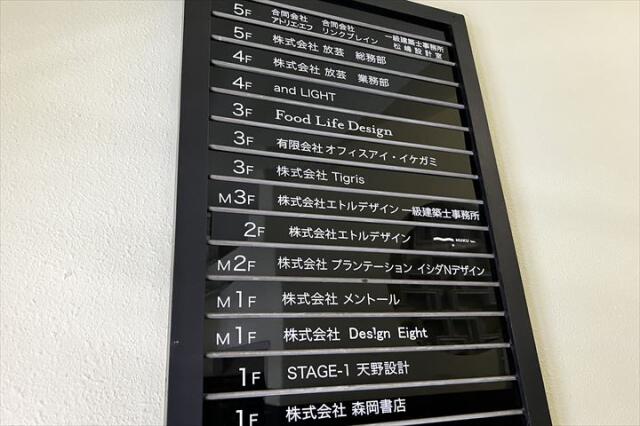 5F 合同会社 アトリエ・エフ 合同会社 リンクブレイン 一級建築士事務所 松嶋設計室
5F 株式会社 放芸 総務部
4F 株式会社 放芸 業務部
4F and LIGHT
3F Food Life Design
3F 有限会社オフィスアイ・イケガミ
3F 株式会社 Tigris
M3F 株式会社エトルデザイン 一級建築士事務所
2F 株式会社エトルデザイン
M2F 株式会社 プランテーション イシダNデザイン
M1F 株式会社 メントール
M1F 株式会社 Des!gn Eight
1F STAGE-1 天野設計
1F 株式会社 森岡書店